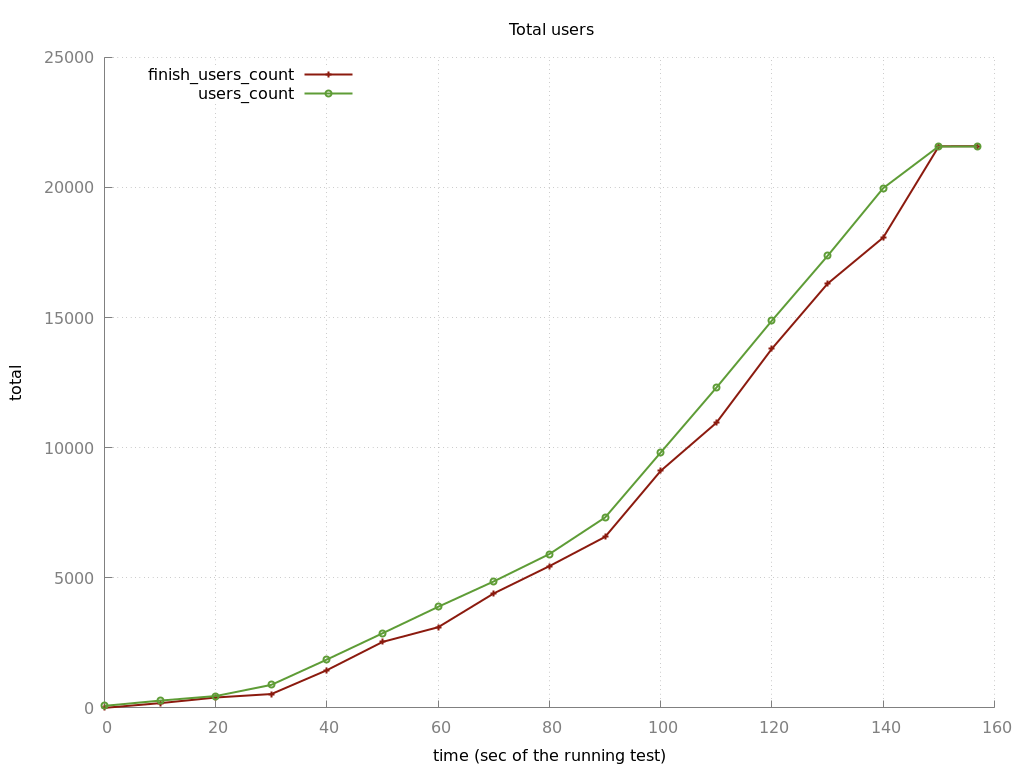 Total users
25000
20000
15000
10000
5000
0
finish_users_count
users_count
total
0 20 40 60 80 100 120 140 160
time (sec of the running test)